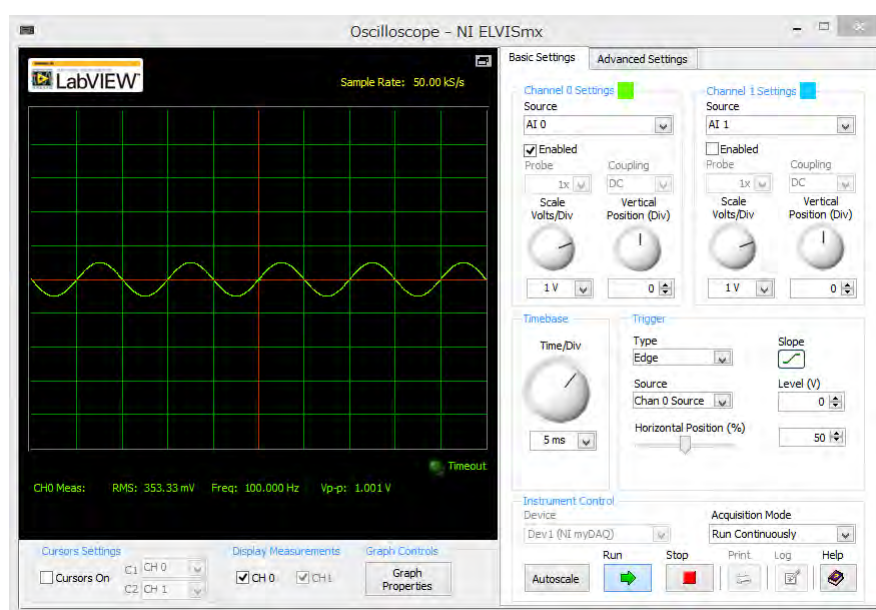 Oscilloscope - NI ELVISmx
LabVIEW™
Sample Rate: 50.00 kS/s
Timeout
CH0 Meas: RMS: 353.33 mV Freq: 100.000 Hz Vp-p: 1.001 V
Cursors Settings
Cursors On
C1 CH 0
C2 CH 1
Display Measurements
CH 0 CH1
Graph Controls
Graph
Properties
Basic Settings Advanced Settings
Channel 0 Settings
Source
AI 0
Enabled
Probe Coupling
1x DC
Scale Vertical
Volts/Div Position (Div)
1 V 0
Channel 1 Settings
Source
AI 1
Enabled
Probe Coupling
1x DC
Scale Vertical
Volts/Div Position (Div)
1 V 0
Timebase
Time/Div
5 ms
Trigger
Type Slope
Edge
Source Level (V)
Chan 0 Source 0
Horizontal Position (%)
50
Instrument Control
Device Acquisition Mode
Dev1 (NI myDAQ) Run Continuously
Run Stop Print Log Help
Autoscale